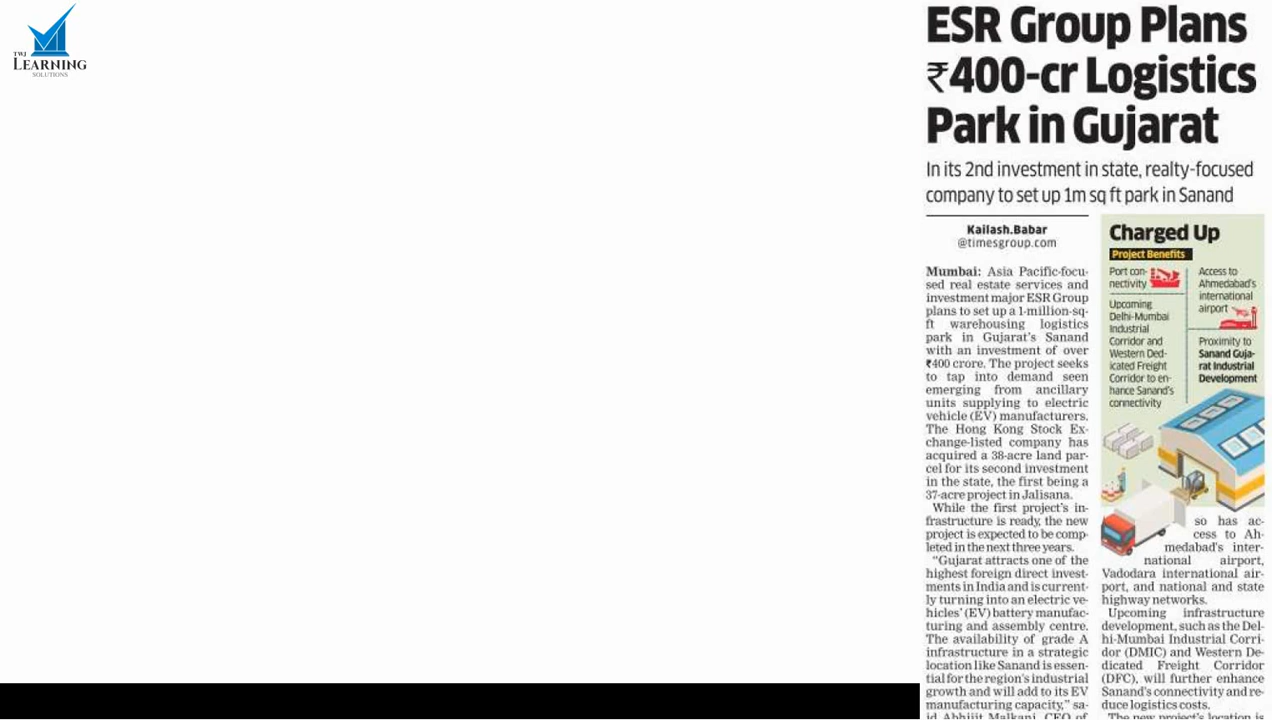 TWJ
LEARNING
SOLUTIONS
ESR Group Plans
₹400-cr Logistics
Park in Gujarat
In its 2nd investment in state, realty-focused
company to set up 1m sq ft park in Sanand
Kailash.Babar
@timesgroup.com
Mumbai: Asia Pacific-focu-
sed real estate services and
investment major ESR Group
plans to set up a 1-million-sq-
ft warehousing logistics
park in Gujarat's Sanand
with an investment of over
₹400 crore. The project seeks
to tap into demand seen
emerging from ancillary
units supplying to electric
vehicle (EV) manufacturers.
The Hong Kong Stock Ex-
change-listed company has
acquired a 38-acre land par-
cel for its second investment
in the state, the first being a
37-acre project in Jalisana.
While the first project's in-
frastructure is ready, the new
project is expected to be comp-
leted in the next three years.
"Gujarat attracts one of the
highest foreign direct invest-
ments in India and is current-
ly turning into an electric ve-
hicles' (EV) battery manufac-
turing and assembly centre.
The availability of grade A
infrastructure in a strategic
location like Sanand is essen-
tial for the region's industrial
growth and will add to its EV
manufacturing capacity," sa-
id Abhijit Malkani, CEO of
Charged Up
Project Benefits
Port con-
nectivity
Upcoming
Delhi-Mumbai
Industrial
Corridor and
Western Ded-
icated Freight
Corridor to en-
hance Sanand's
connectivity
Access to
Ahmedabad's
international
airport
Proximity to
Sanand Guja-
rat Industrial
Development
so has ac-
cess to Ah-
medabad's inter-
national airport,
Vadodara international air-
port, and national and state
highway networks.
Upcoming infrastructure
development, such as the Del-
hi-Mumbai Industrial Corri-
dor (DMIC) and Western De-
dicated Freight Corridor
(DFC), will further enhance
Sanand's connectivity and re-
duce logistics costs.
The new project's location is